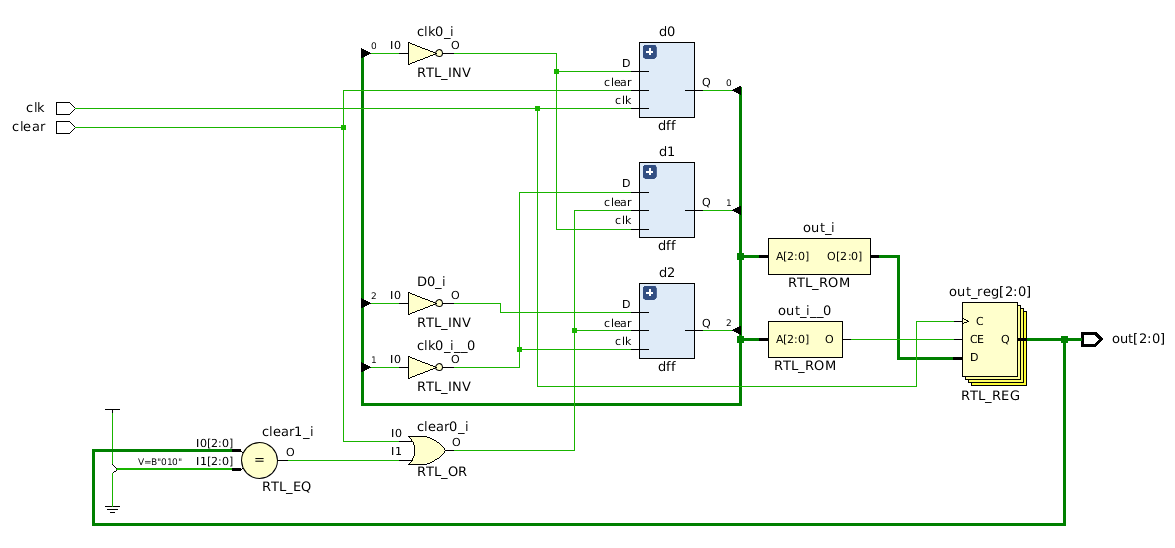 clk
clear
0 I0 clk0_i O
RTL_INV
d0
D
clear
clk
Q 0
dff
d1
D
clear
clk
Q 1
dff
2 I0 D0_i O
RTL_INV
1 I0 clk0_i__0 O
RTL_INV
d2
D
clear
clk
Q 2
dff
out_i
A[2:0] O[2:0]
RTL_ROM
out_i__0
A[2:0] O
RTL_ROM
out_reg[2:0]
C
CE Q
D
RTL_REG
out[2:0]
clear1_i
I0[2:0]
V=B"010" I1[2:0]
= O
RTL_EQ
clear0_i
I0
I1
O
RTL_OR